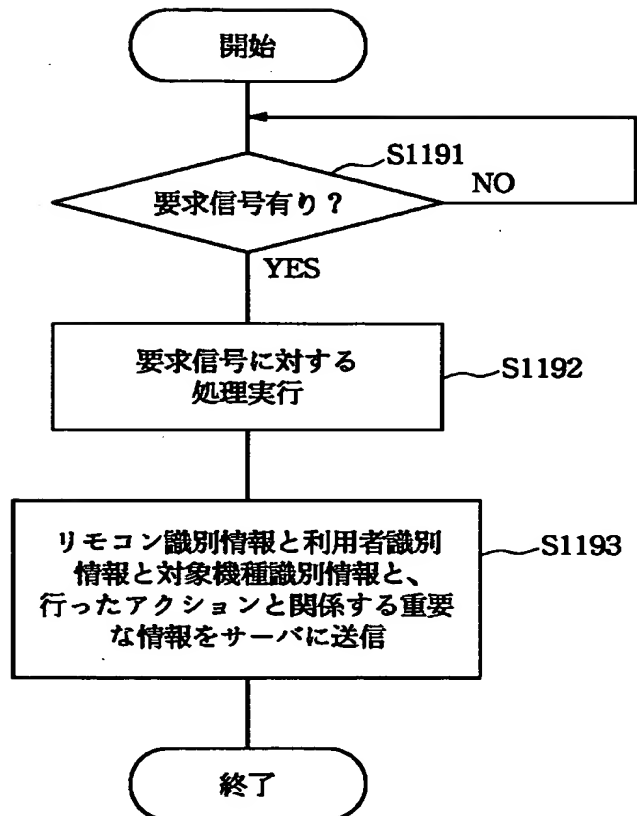 開始
S1191
要求信号有り？
NO
YES
要求信号に対する
処理実行
S1192
リモコン識別情報と利用者識別
情報と対象機種識別情報と、
行ったアクションと関係する重要
な情報をサーバに送信
S1193
終了